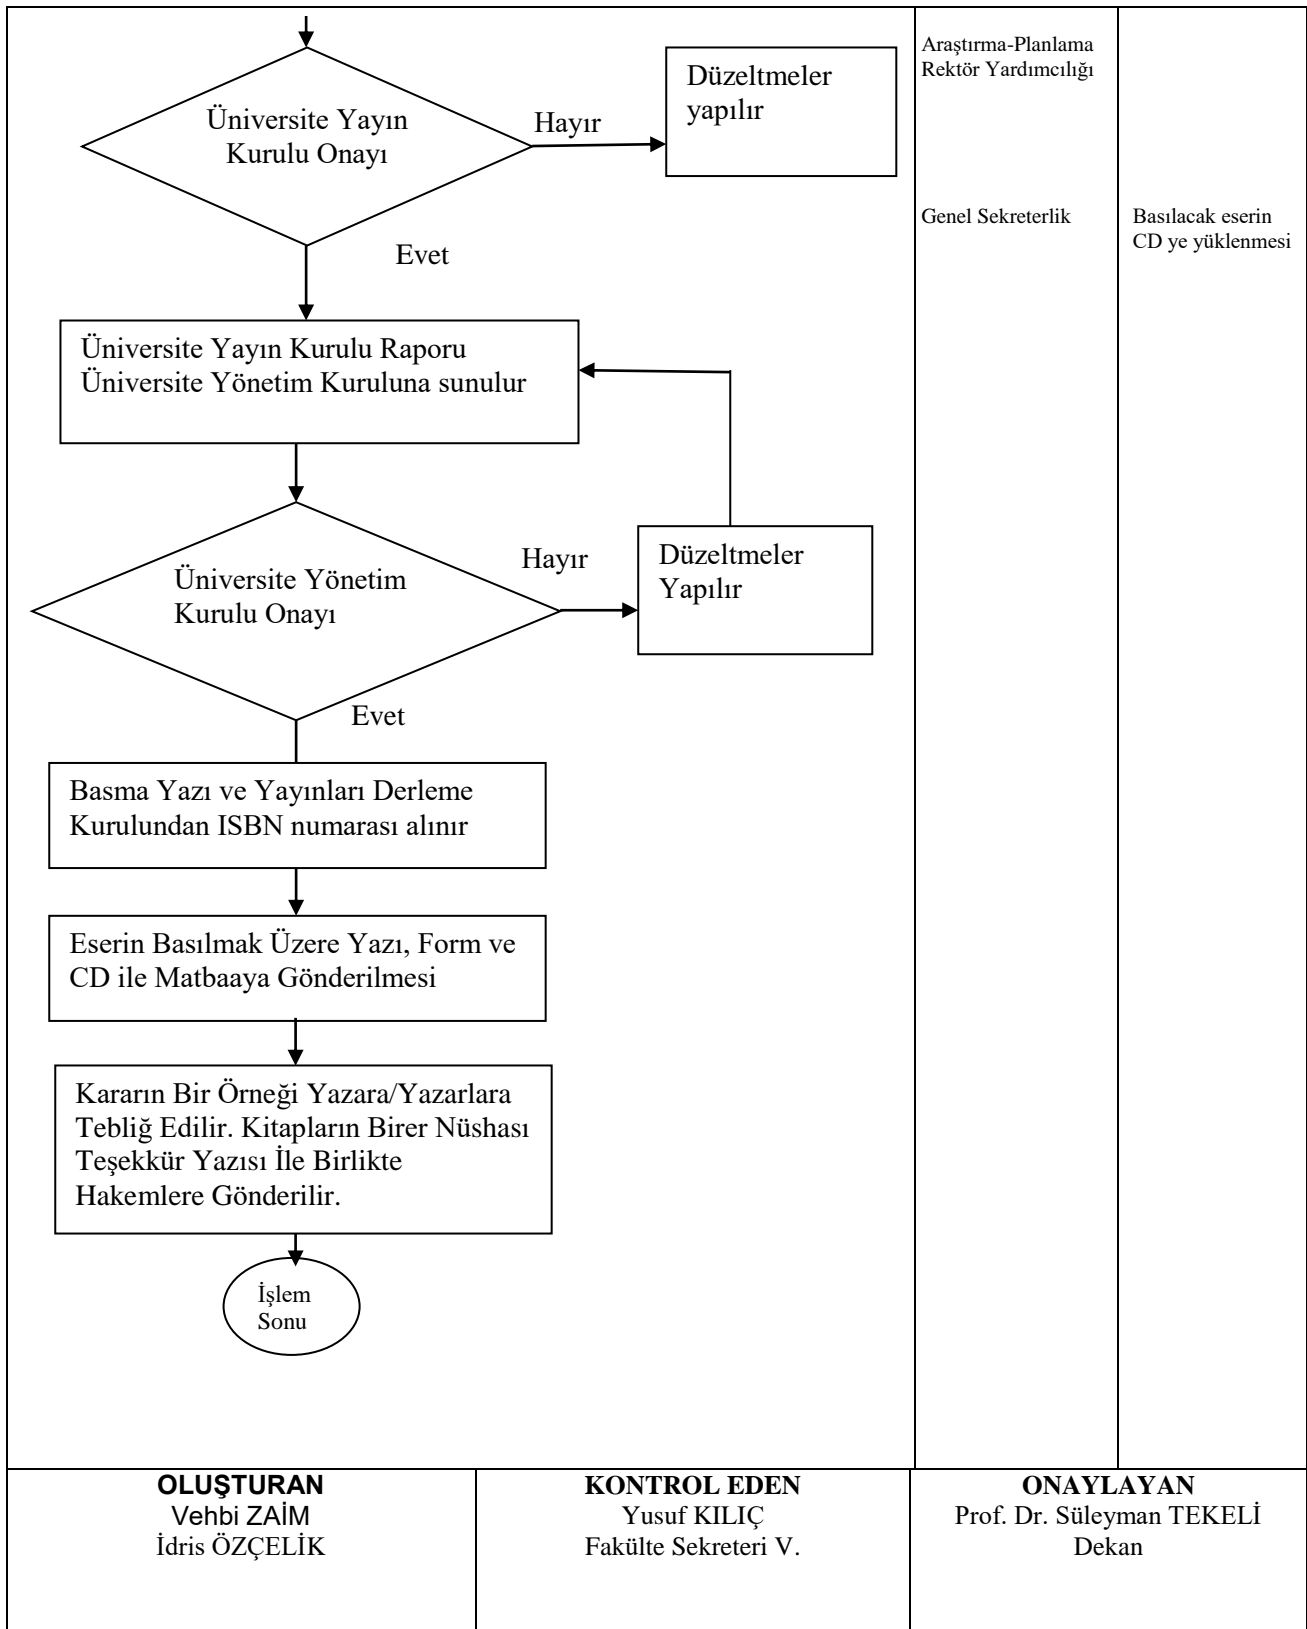 Üniversite Yayın
Kurulu Onayı
Hayır
Düzeltmeler
yapılır
Araştırma-Planlama
Rektör Yardımcılığı
Genel Sekreterlik
Basılacak eserin
CD ye yüklenmesi
Evet
Üniversite Yayın Kurulu Raporu
Üniversite Yönetim Kuruluna sunulur
Üniversite Yönetim
Kurulu Onayı
Hayır
Düzeltmeler
Yapılır
Evet
Basma Yazı ve Yayınları Derleme
Kurulundan ISBN numarası alınır
Eserin Basılmak Üzere Yazı, Form ve
CD ile Matbaaya Gönderilmesi
Kararın Bir Örneği Yazara/Yazarlara
Tebliğ Edilir. Kitapların Birer Nüshası
Teşekkür Yazısı İle Birlikte
Hakemlere Gönderilir.
İşlem
Sonu
OLUŞTURAN
Vehbi ZAİM
İdris ÖZÇELİK
KONTROL EDEN
Yusuf KILIÇ
Fakülte Sekreteri V.
ONAYLAYAN
Prof. Dr. Süleyman TEKELİ
Dekan